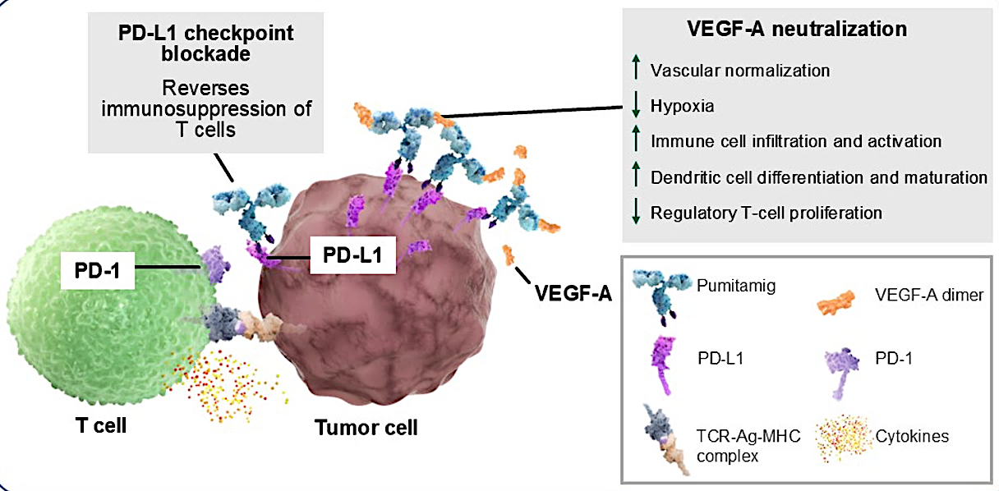 PD-L1 checkpoint
blockade
Reverses
immunosuppression of
T cells
VEGF-A neutralization
↑ Vascular normalization
↓ Hypoxia
↑ Immune cell infiltration and activation
↑ Dendritic cell differentiation and maturation
↓ Regulatory T-cell proliferation
PD-1
PD-L1
VEGF-A
T cell
Tumor cell
Pumitamig
VEGF-A dimer
PD-L1
PD-1
TCR-Ag-MHC
complex
Cytokines